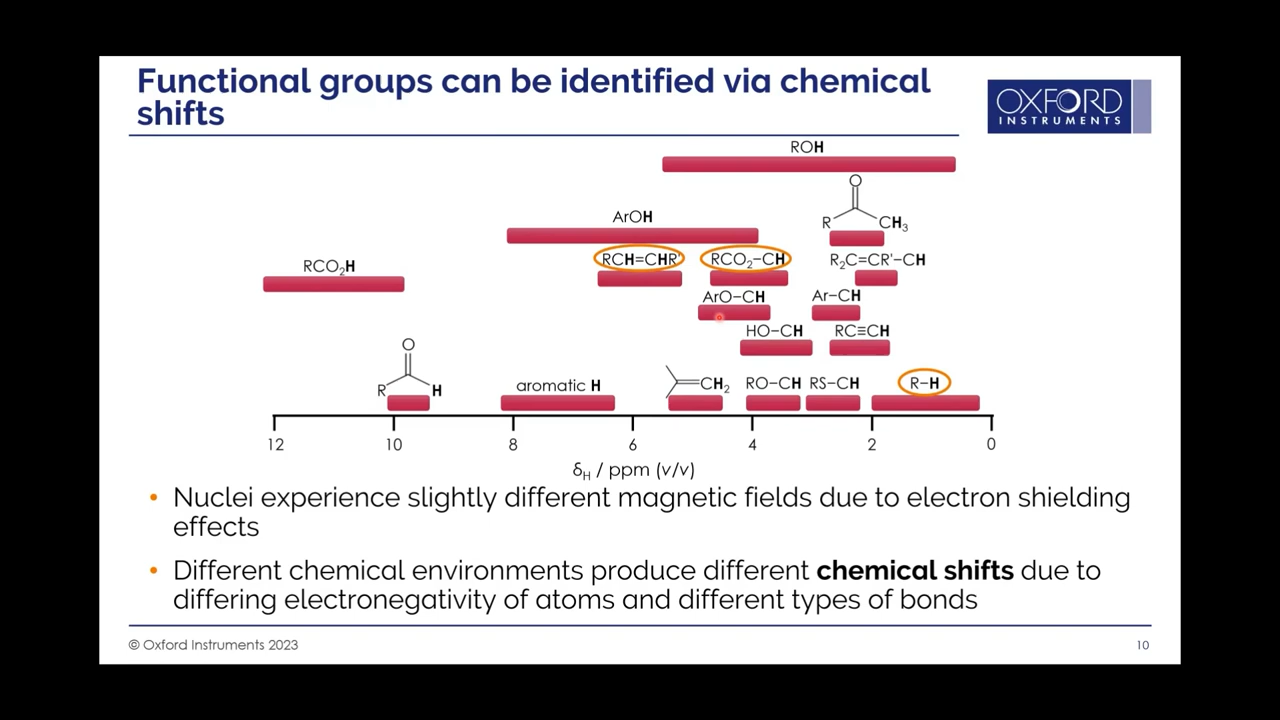 Functional groups can be identified via chemical
shifts
OXFORD
INSTRUMENTS
ROH
O
R
CH₃
ArOH
RCH=CHR'
RCO₂–CH
R₂C=CR'–CH
RCO₂H
ArO–CH
Ar–CH
HO–CH
RC≡CH
O
R
H
aromatic H
CH₂
RO–CH
RS–CH
R–H
12
10
8
6
4
2
0
δH / ppm (v/v)
• Nuclei experience slightly different magnetic fields due to electron shielding
effects
• Different chemical environments produce different chemical shifts due to
differing electronegativity of atoms and different types of bonds
© Oxford Instruments 2023
10